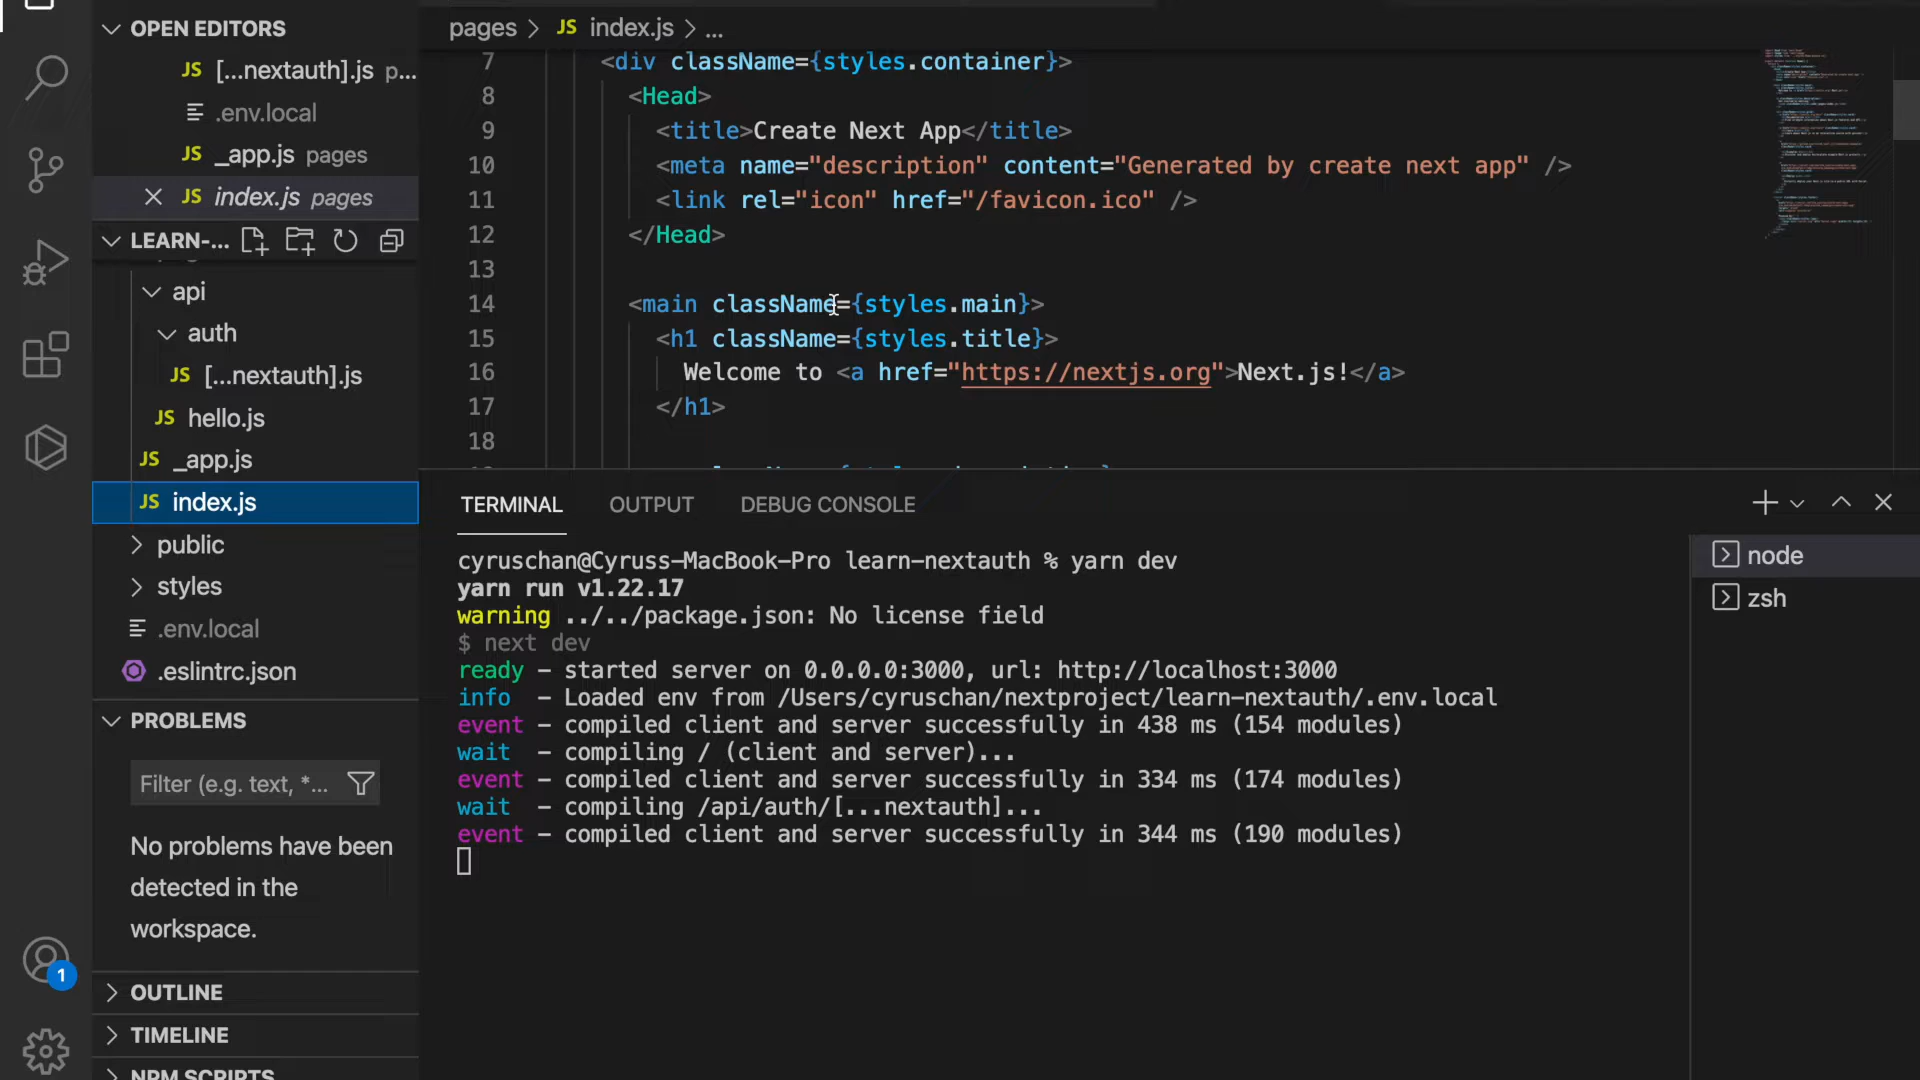 OPEN EDITORS
JS [...nextauth].js p...
.env.local
JS _app.js pages
JS index.js pages
LEARN-...
api
auth
JS [...nextauth].js
JS hello.js
JS _app.js
JS index.js
public
styles
.env.local
.eslintrc.json
PROBLEMS
Filter (e.g. text, *...
No problems have been
detected in the
workspace.
1
OUTLINE
TIMELINE
NPM SCRIPTS
pages > JS index.js > ...
7 <div className={styles.container}>
8 <Head>
9 <title>Create Next App</title>
10 <meta name="description" content="Generated by create next app" />
11 <link rel="icon" href="/favicon.ico" />
12 </Head>
13
14 <main className={styles.main}>
15 <h1 className={styles.title}>
16 Welcome to <a href="https://nextjs.org">Next.js!</a>
17 </h1>
18
TERMINAL OUTPUT DEBUG CONSOLE
cyruschan@Cyruss-MacBook-Pro learn-nextauth % yarn dev
yarn run v1.22.17
warning ../../package.json: No license field
$ next dev
ready - started server on 0.0.0.0:3000, url: http://localhost:3000
info - Loaded env from /Users/cyruschan/nextproject/learn-nextauth/.env.local
event - compiled client and server successfully in 438 ms (154 modules)
wait - compiling / (client and server)...
event - compiled client and server successfully in 334 ms (174 modules)
wait - compiling /api/auth/[...nextauth]...
event - compiled client and server successfully in 344 ms (190 modules)
node
zsh